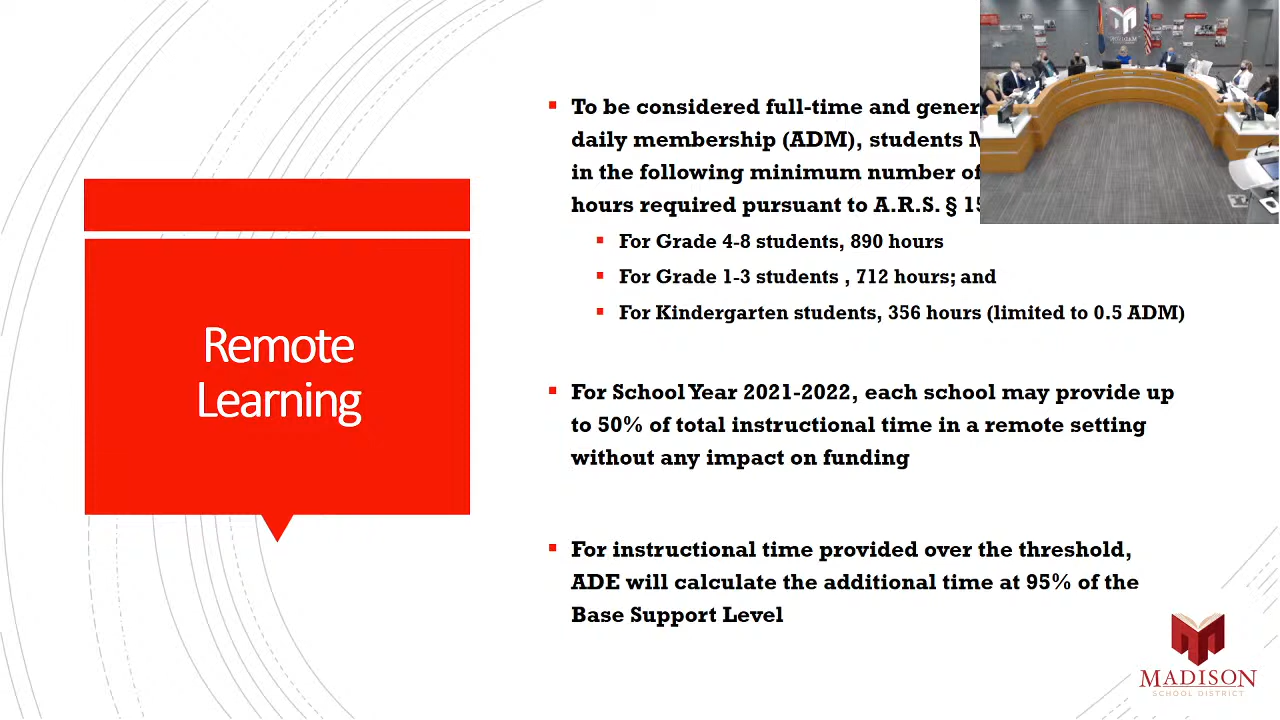 Remote
Learning
To be considered full-time and gener
daily membership (ADM), students
in the following minimum number of
hours required pursuant to A.R.S. § 15
For Grade 4-8 students, 890 hours
For Grade 1-3 students , 712 hours; and
For Kindergarten students, 356 hours (limited to 0.5 ADM)
For School Year 2021-2022, each school may provide up
to 50% of total instructional time in a remote setting
without any impact on funding
For instructional time provided over the threshold,
ADE will calculate the additional time at 95% of the
Base Support Level
MADISON
SCHOOL DISTRICT